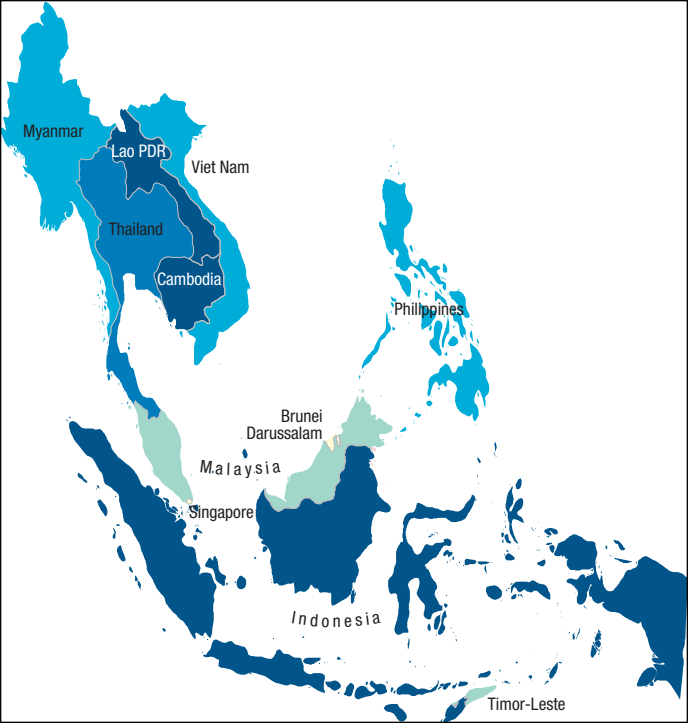 Myanmar
Lao PDR
Viet Nam
Thailand
Cambodia
Philippines
Brunei
Darussalam
Malaysia
Singapore
Indonesia
Timor-Leste